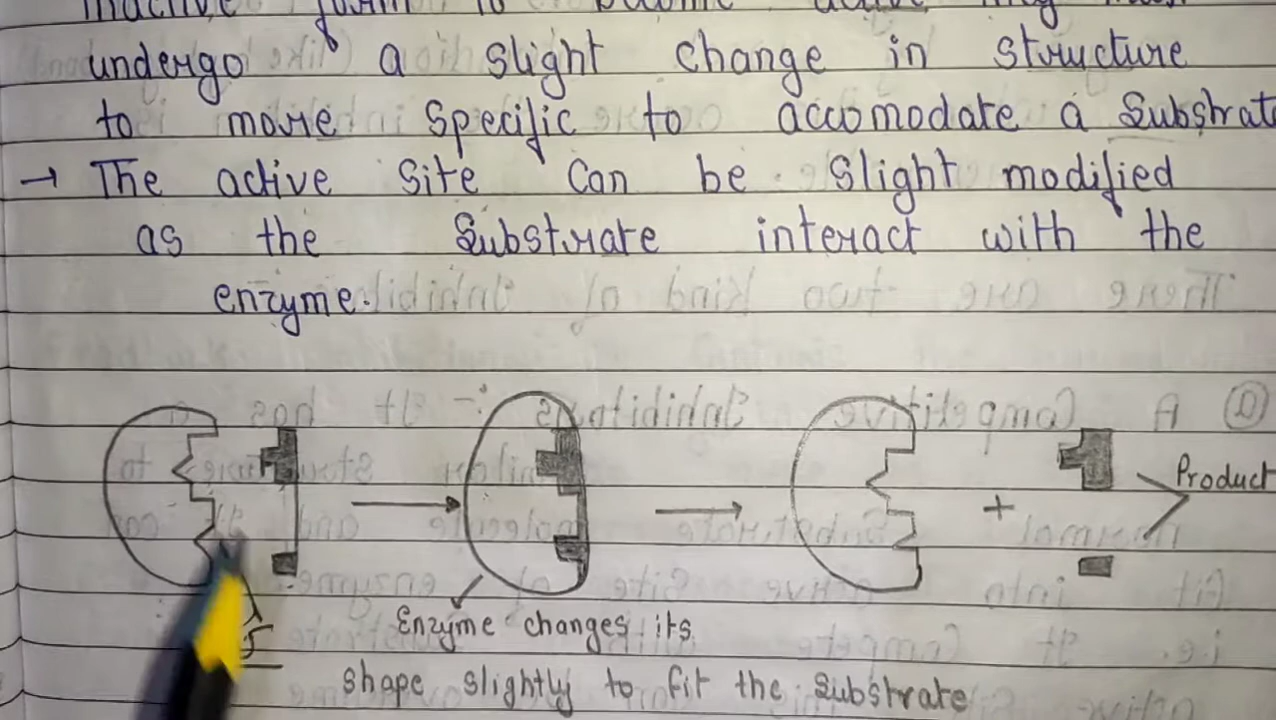 undergo a slight change in structure
to more specific to accomodate a substrate
→ The active site can be slight modified
as the substrate interact with the
enzyme.
+
Product
Enzyme changes its
shape slightly to fit the substrate